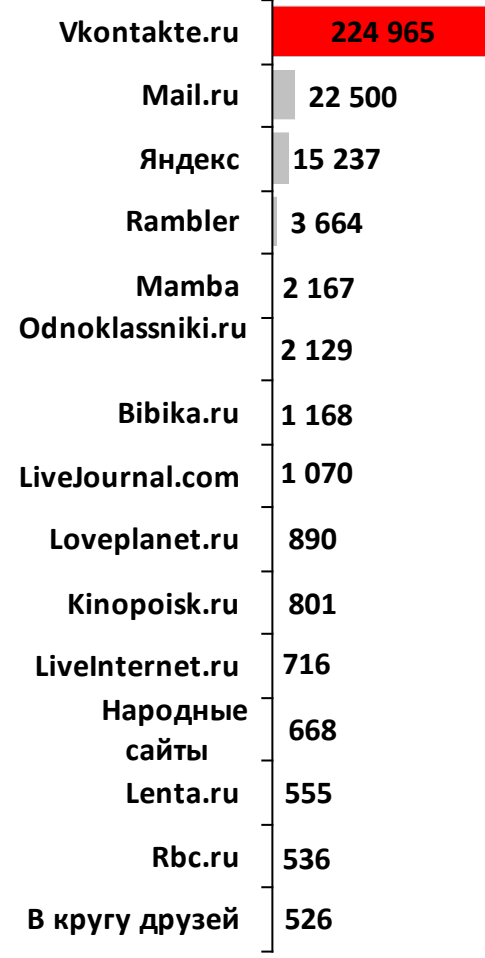 Vkontakte.ru 224 965
Mail.ru 22 500
Яндекс 15 237
Rambler 3 664
Mamba 2 167
Odnoklassniki.ru 2 129
Bibika.ru 1 168
LiveJournal.com 1 070
Loveplanet.ru 890
Kinopoisk.ru 801
LiveInternet.ru 716
Народные
сайты 668
Lenta.ru 555
Rbc.ru 536
В кругу друзей 526